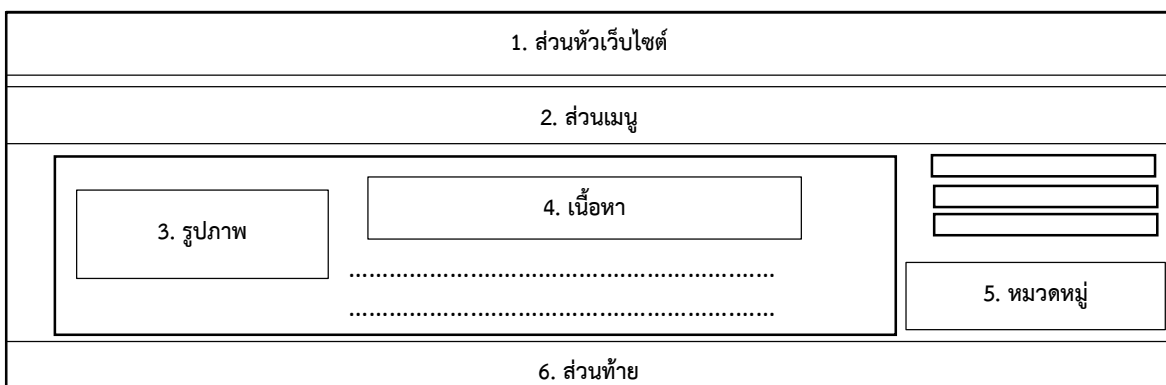 1. ส่วนหัวเว็บไซต์
2. ส่วนเมนู
3. รูปภาพ
4. เนื้อหา
................................................................
................................................................
5. หมวดหมู่
6. ส่วนท้าย